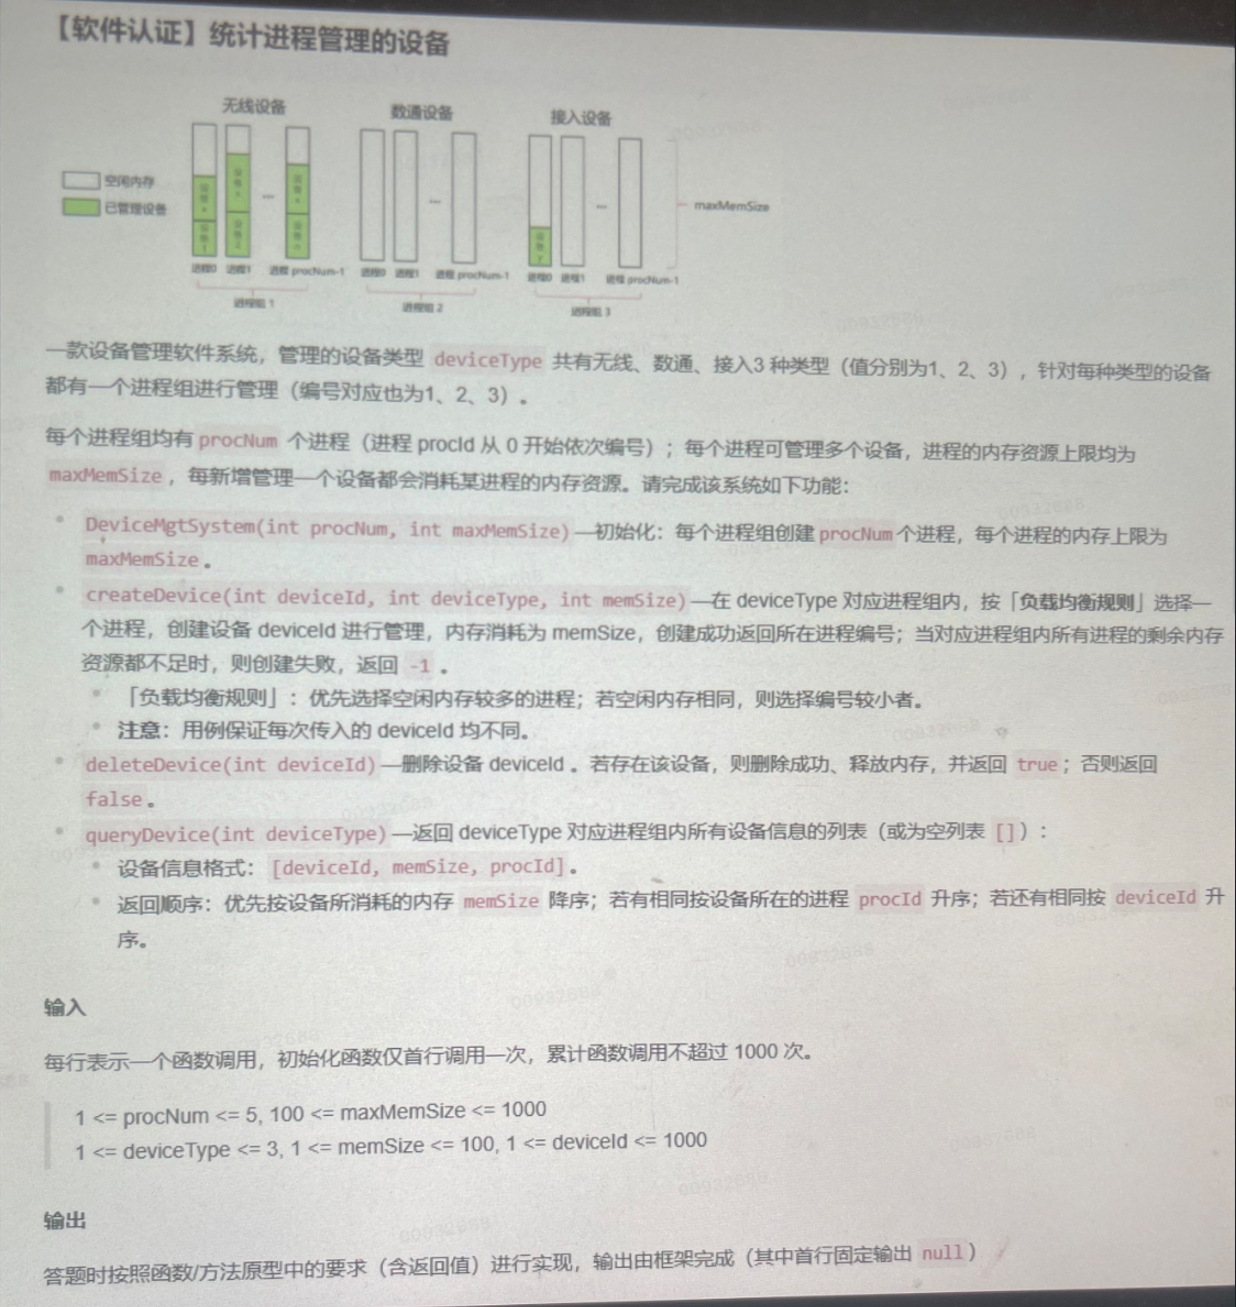 【软件认证】统计进程管理的设备
无线设备 数通设备 接入设备
空闲内存
已管理设备
maxMemSize
进程0 进程1 进程 procNum-1 进程0 进程1 进程 procNum-1 进程0 进程1 进程 procNum-1
进程组 1 进程组 2 进程组 3
一款设备管理软件系统，管理的设备类型 deviceType 共有无线、数通、接入3 种类型（值分别为1、2、3），针对每种类型的设备
都有一个进程组进行管理（编号对应也为1、2、3）。
每个进程组均有 procNum 个进程（进程 procId 从 0 开始依次编号）；每个进程可管理多个设备，进程的内存资源上限均为
maxMemSize，每新增管理一个设备都会消耗某进程的内存资源。请完成该系统如下功能：
DeviceMgtSystem(int procNum, int maxMemSize)—初始化：每个进程组创建 procNum 个进程，每个进程的内存上限为
maxMemSize。
createDevice(int deviceId, int deviceType, int memSize)—在 deviceType 对应进程组内，按「负载均衡规则」选择一
个进程，创建设备 deviceId 进行管理，内存消耗为 memSize，创建成功返回所在进程编号；当对应进程组内所有进程的剩余内存
资源都不足时，则创建失败，返回 -1 。
「负载均衡规则」：优先选择空闲内存较多的进程；若空闲内存相同，则选择编号较小者。
注意：用例保证每次传入的 deviceId 均不同。
deleteDevice(int deviceId)—删除设备 deviceId 。若存在该设备，则删除成功、释放内存，并返回 true；否则返回
false。
queryDevice(int deviceType)—返回 deviceType 对应进程组内所有设备信息的列表（或为空列表 []）：
设备信息格式：[deviceId, memSize, procId]。
返回顺序：优先按设备所消耗的内存 memSize 降序；若有相同按设备所在的进程 procId 升序；若还有相同按 deviceId 升
序。
输入
每行表示一个函数调用，初始化函数仅首行调用一次，累计函数调用不超过 1000 次。
1 <= procNum <= 5, 100 <= maxMemSize <= 1000
1 <= deviceType <= 3, 1 <= memSize <= 100, 1 <= deviceId <= 1000
输出
答题时按照函数/方法原型中的要求（含返回值）进行实现，输出由框架完成（其中首行固定输出 null）